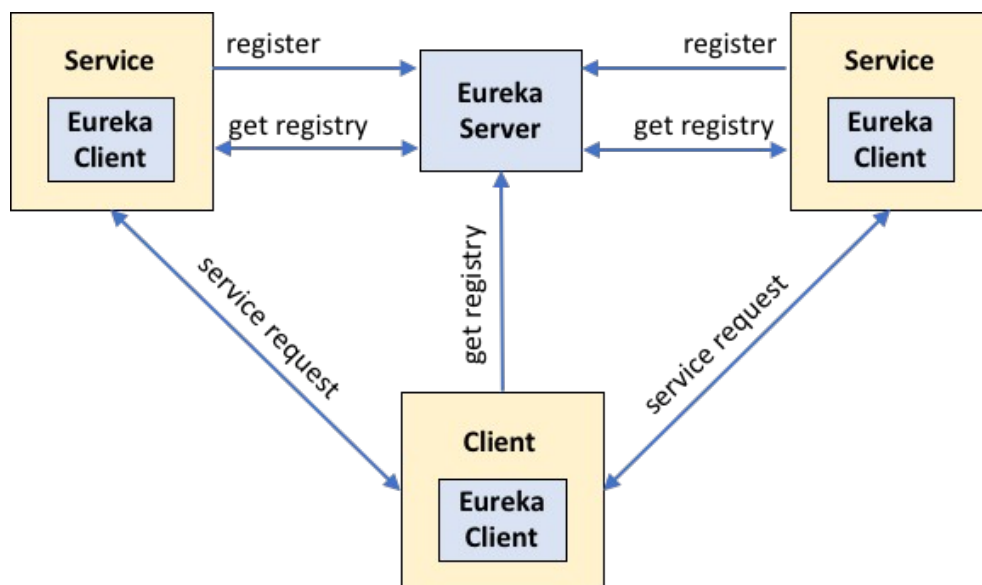 Service
Eureka
Client
register
get registry
Eureka
Server
register
get registry
Service
Eureka
Client
service request
get registry
service request
Client
Eureka
Client